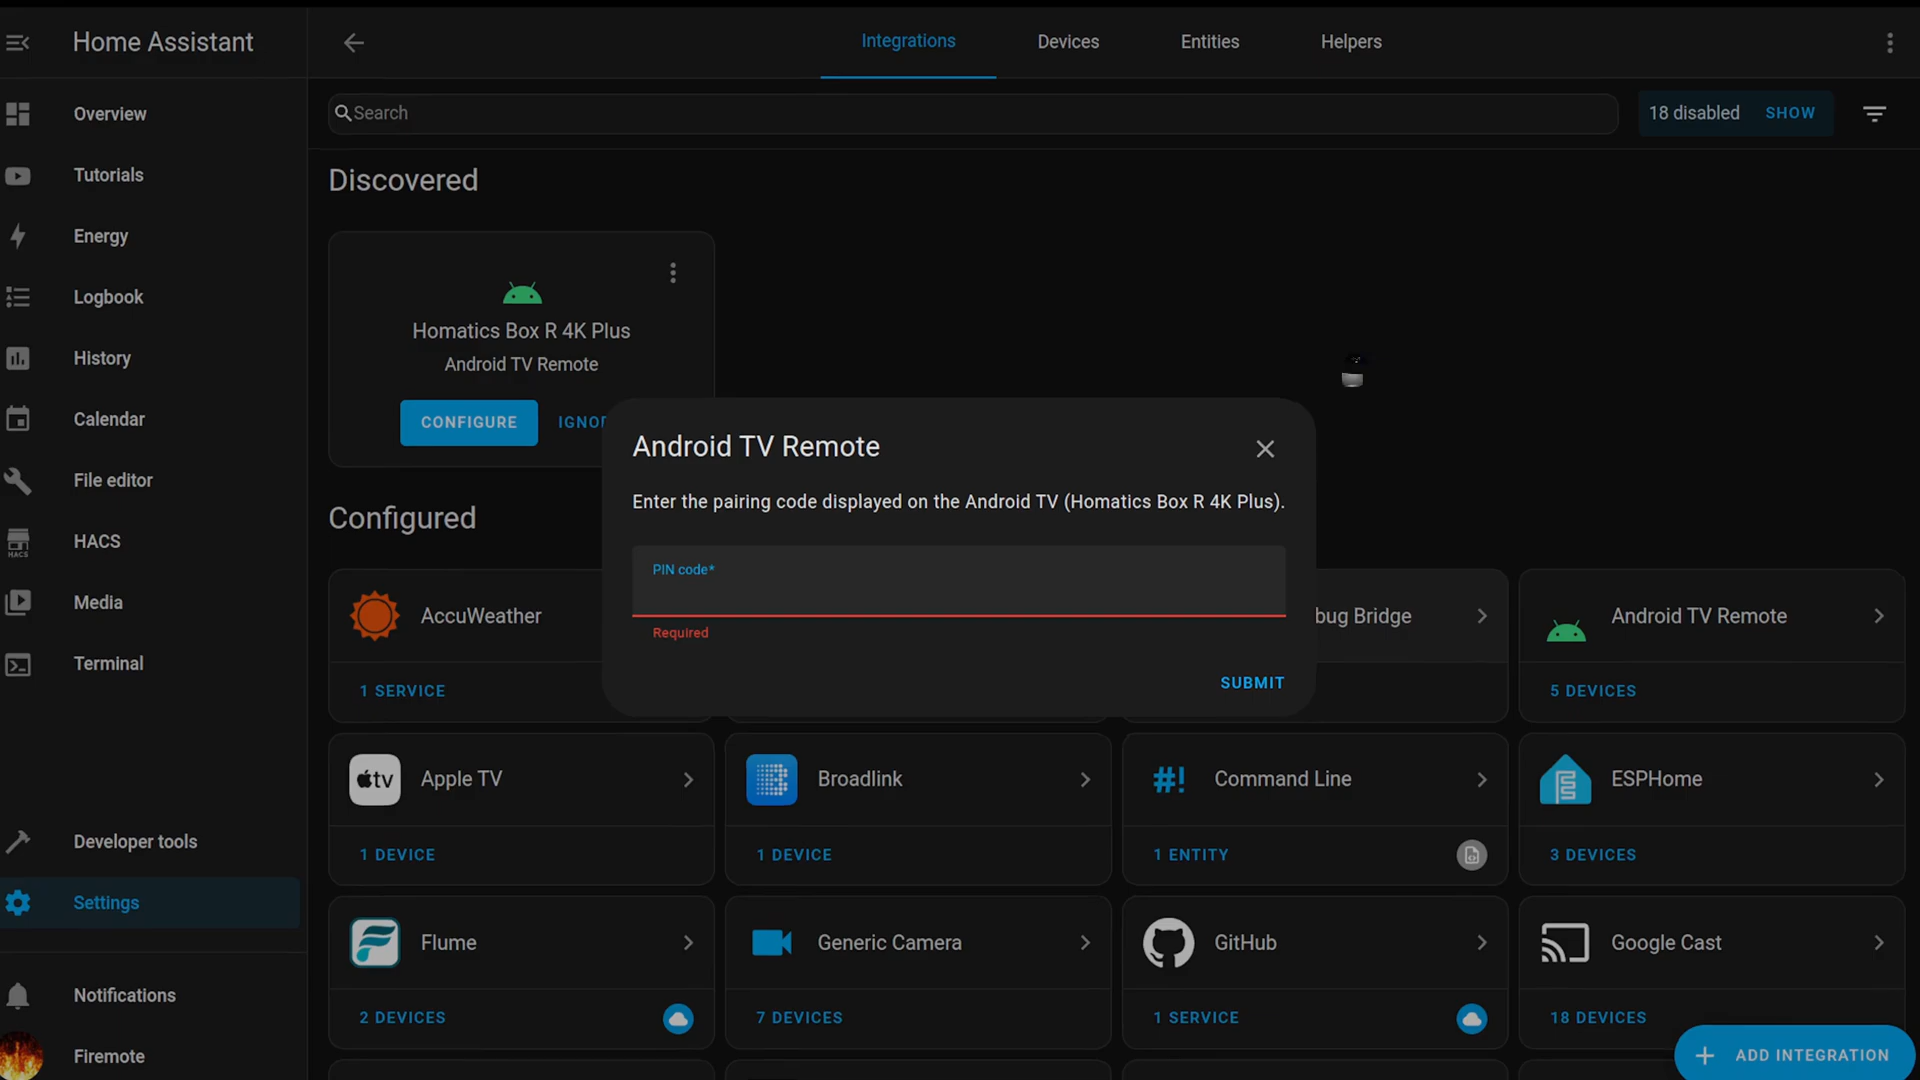 Home Assistant
Integrations
Devices
Entities
Helpers
Overview
Tutorials
Energy
Logbook
History
Calendar
File editor
HACS
HACS
Media
Terminal
Developer tools
Settings
Notifications
Firemote
Search
18 disabled
SHOW
Discovered
Homatics Box R 4K Plus
Android TV Remote
CONFIGURE
IGNOR
Android TV Remote
Enter the pairing code displayed on the Android TV (Homatics Box R 4K Plus).
PIN code*
Required
SUBMIT
Configured
AccuWeather
1 SERVICE
bug Bridge
Android TV Remote
5 DEVICES
tv
Apple TV
1 DEVICE
Broadlink
1 DEVICE
#!
Command Line
1 ENTITY
ESPHome
3 DEVICES
Flume
2 DEVICES
Generic Camera
7 DEVICES
GitHub
1 SERVICE
Google Cast
18 DEVICES
ADD INTEGRATION